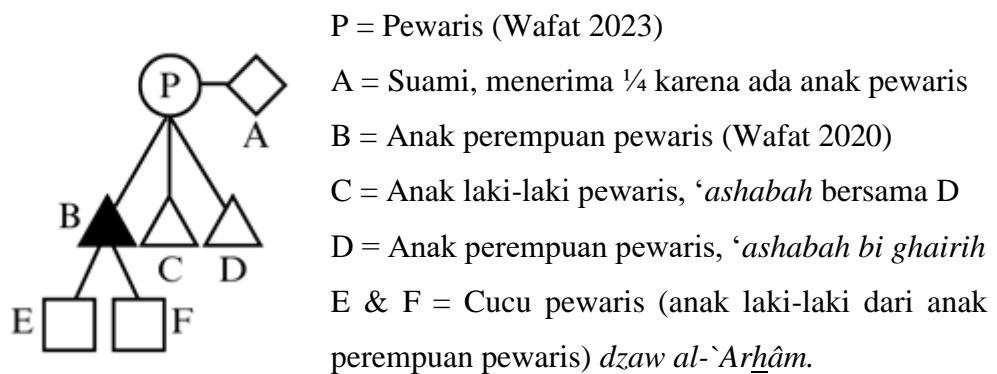 P = Pewaris (Wafat 2023)
A = Suami, menerima ¼ karena ada anak pewaris
B = Anak perempuan pewaris (Wafat 2020)
C = Anak laki-laki pewaris, ‘ashabah bersama D
D = Anak perempuan pewaris, ‘ashabah bi ghairih
E & F = Cucu pewaris (anak laki-laki dari anak
perempuan pewaris) dzaw al-`Arhâm.
P
A
B
C D
E F